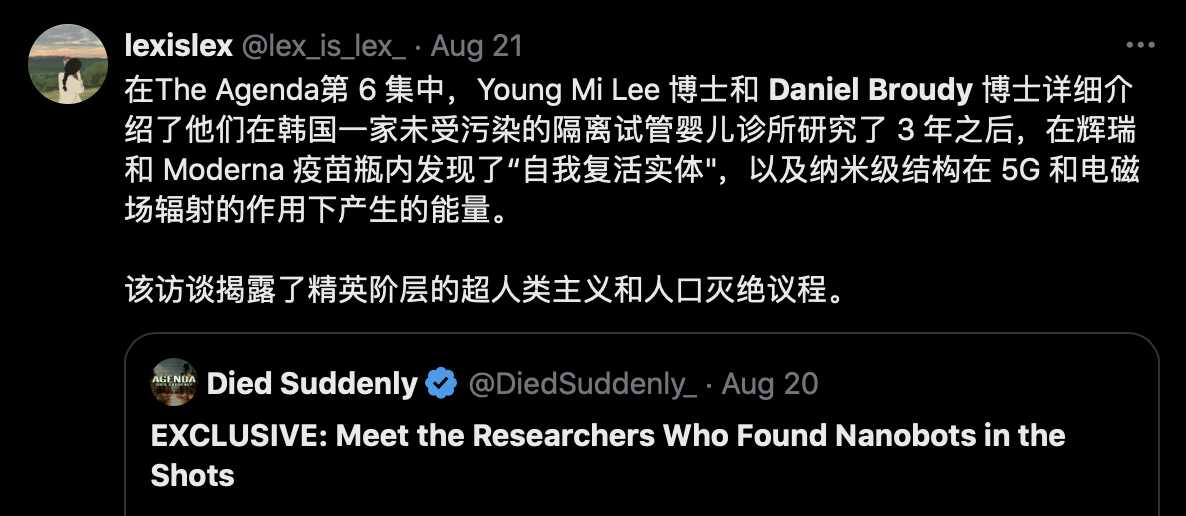 lexislex @lex_is_lex_ · Aug 21
在The Agenda第 6 集中，Young Mi Lee 博士和 Daniel Broudy 博士详细介
绍了他们在韩国一家未受污染的隔离试管婴儿诊所研究了 3 年之后，在辉瑞
和 Moderna 疫苗瓶内发现了“自我复活实体"，以及纳米级结构在 5G 和电磁
场辐射的作用下产生的能量。
该访谈揭露了精英阶层的超人类主义和人口灭绝议程。
AGENDA
Died Suddenly @DiedSuddenly_ · Aug 20
EXCLUSIVE: Meet the Researchers Who Found Nanobots in the
Shots